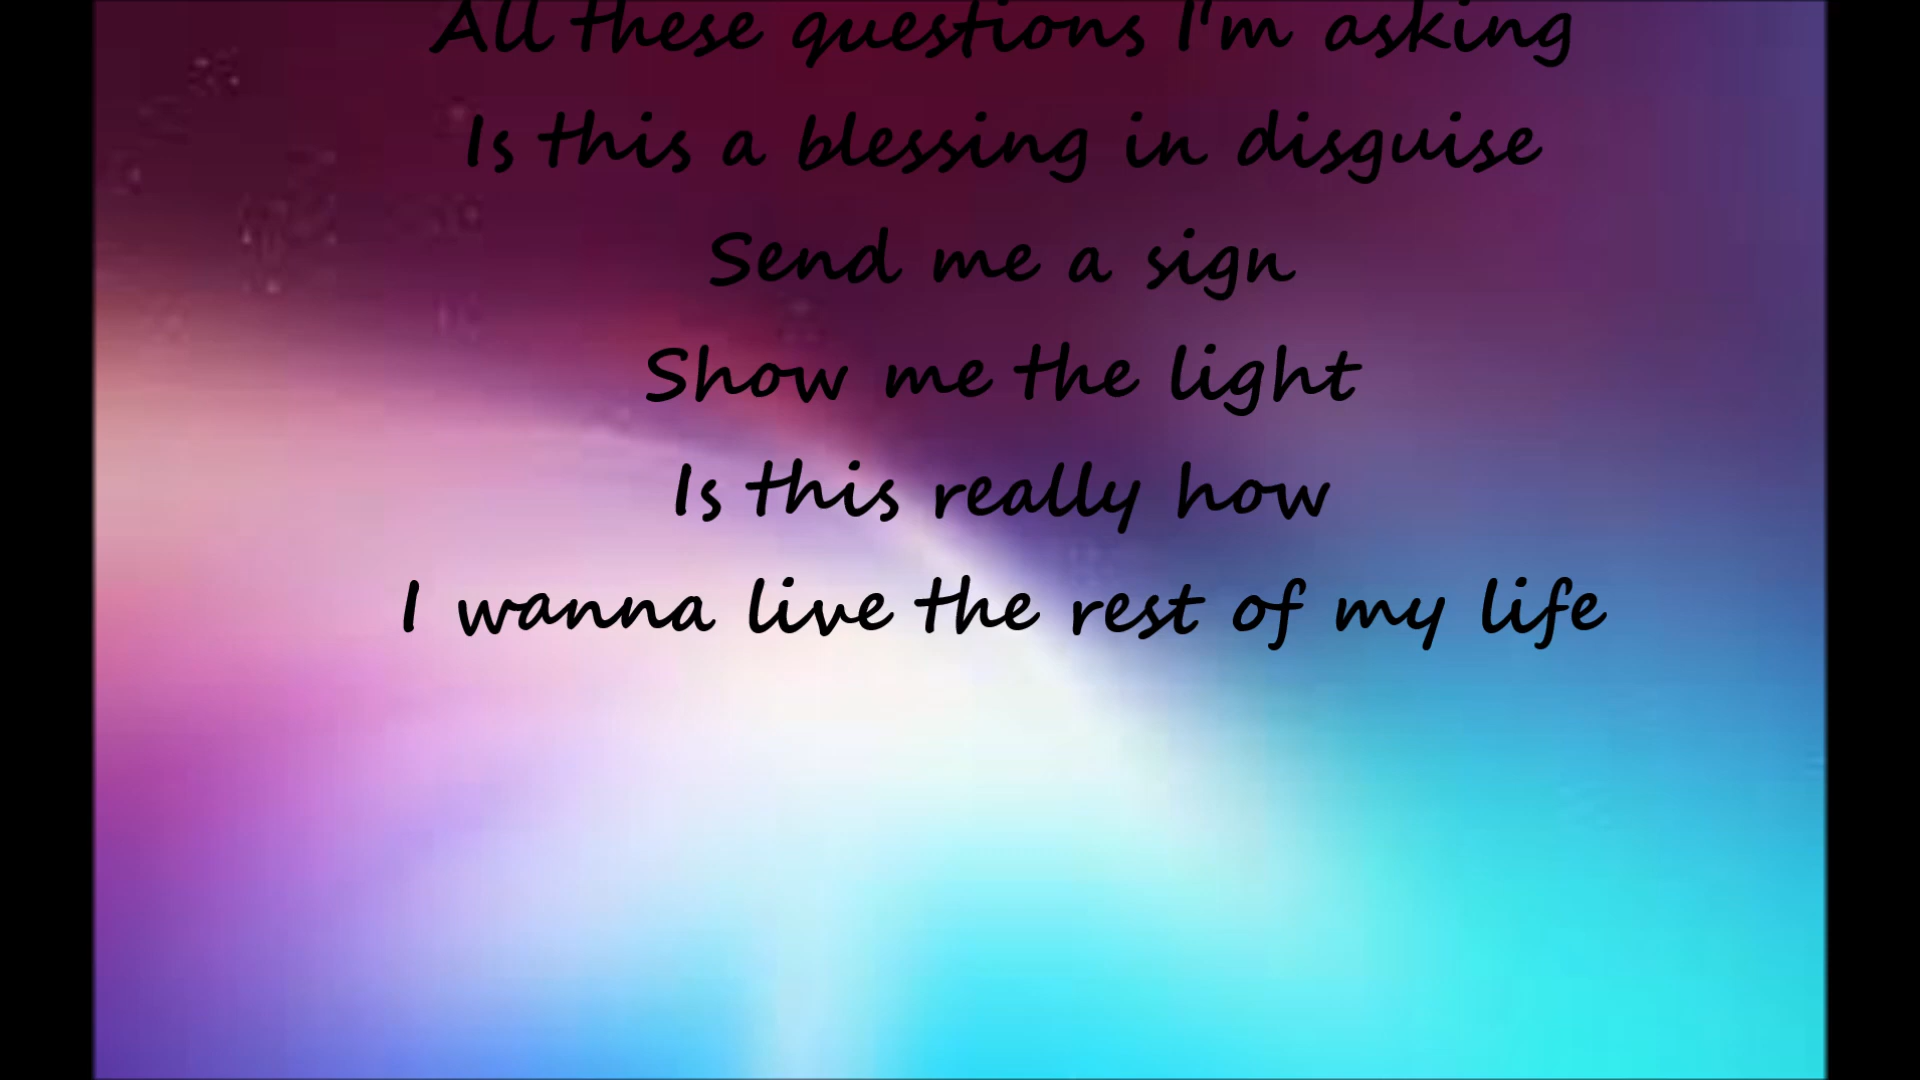 All these questions I'm asking
Is this a blessing in disguise
Send me a sign
Show me the light
Is this really how
I wanna live the rest of my life